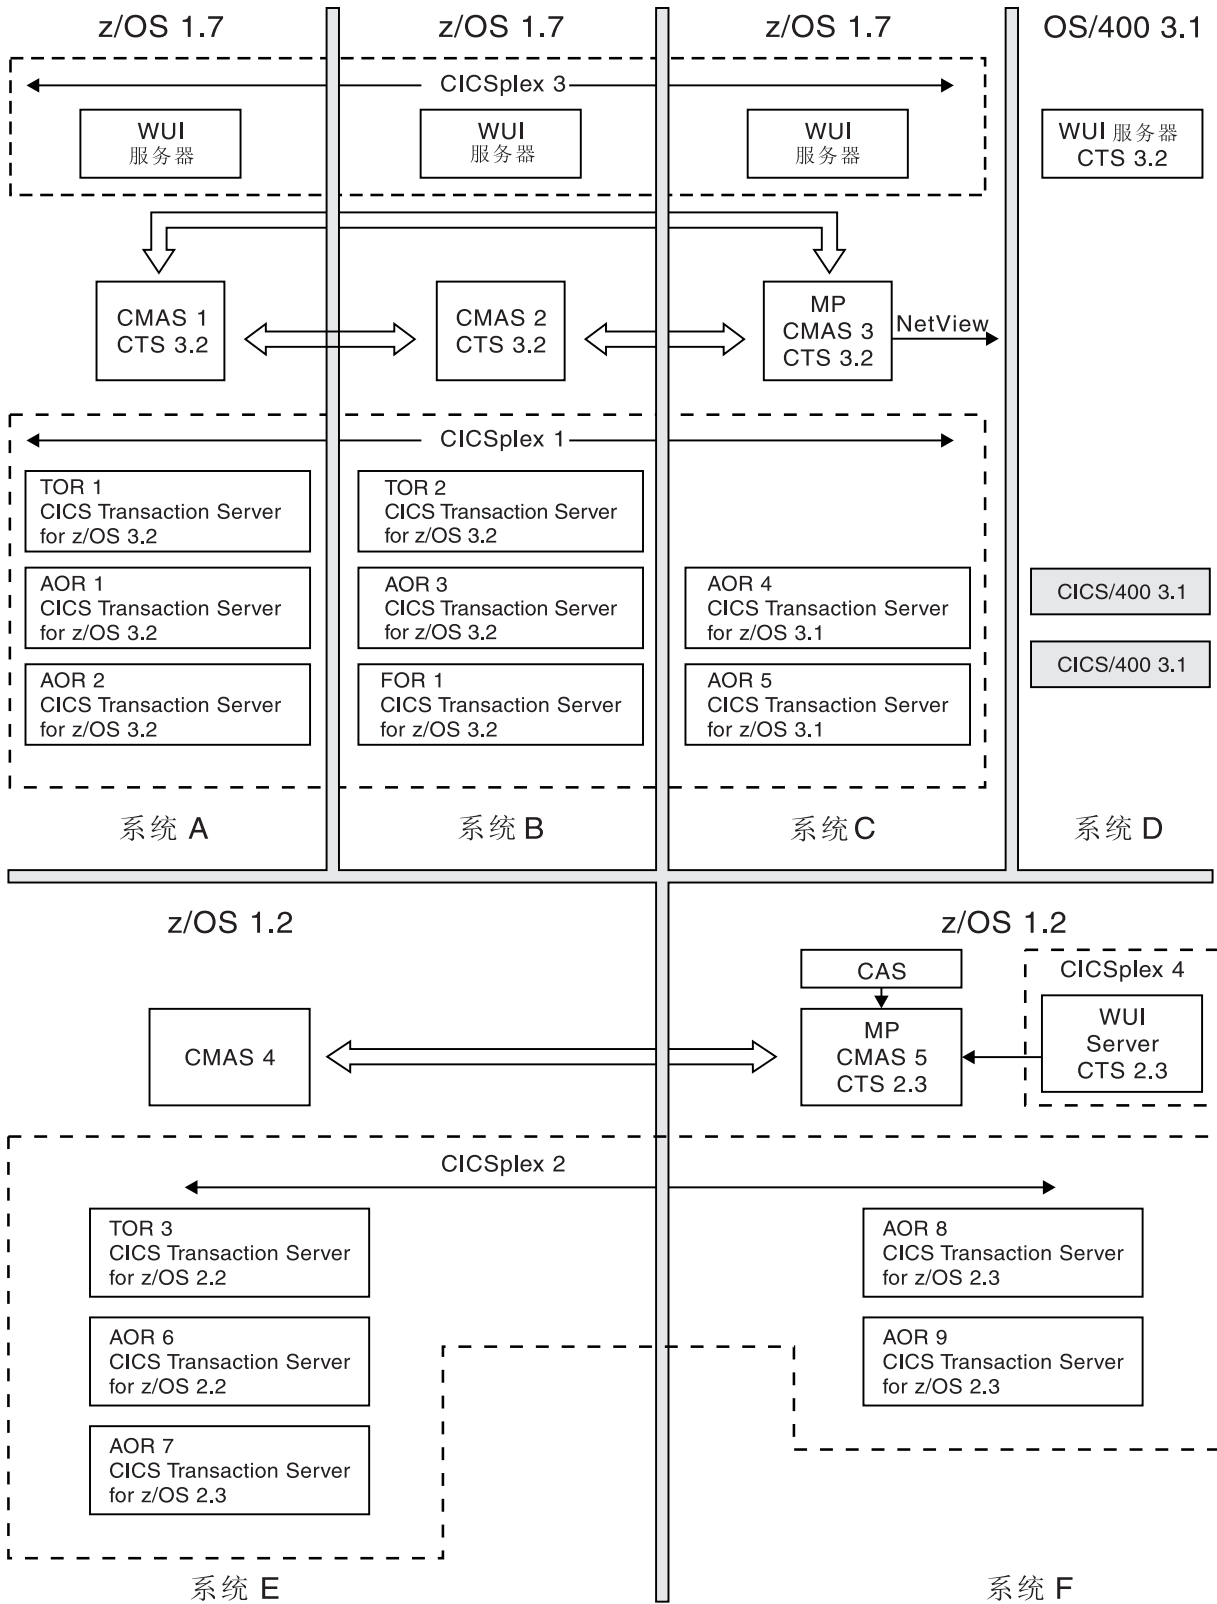 z/OS 1.7
z/OS 1.7
z/OS 1.7
OS/400 3.1
CICSplex 3
WUI
服务器
WUI
服务器
WUI
服务器
WUI 服务器
CTS 3.2
CMAS 1
CTS 3.2
CMAS 2
CTS 3.2
MP
CMAS 3
CTS 3.2
NetView
CICSplex 1
TOR 1
CICS Transaction Server
for z/OS 3.2
TOR 2
CICS Transaction Server
for z/OS 3.2
AOR 1
CICS Transaction Server
for z/OS 3.2
AOR 3
CICS Transaction Server
for z/OS 3.2
AOR 4
CICS Transaction Server
for z/OS 3.1
CICS/400 3.1
AOR 2
CICS Transaction Server
for z/OS 3.2
FOR 1
CICS Transaction Server
for z/OS 3.2
AOR 5
CICS Transaction Server
for z/OS 3.1
CICS/400 3.1
系统 A
系统 B
系统 C
系统 D
z/OS 1.2
z/OS 1.2
CAS
CICSplex 4
CMAS 4
MP
CMAS 5
CTS 2.3
WUI
Server
CTS 2.3
CICSplex 2
TOR 3
CICS Transaction Server
for z/OS 2.2
AOR 8
CICS Transaction Server
for z/OS 2.3
AOR 6
CICS Transaction Server
for z/OS 2.2
AOR 9
CICS Transaction Server
for z/OS 2.3
AOR 7
CICS Transaction Server
for z/OS 2.3
系统 E
系统 F